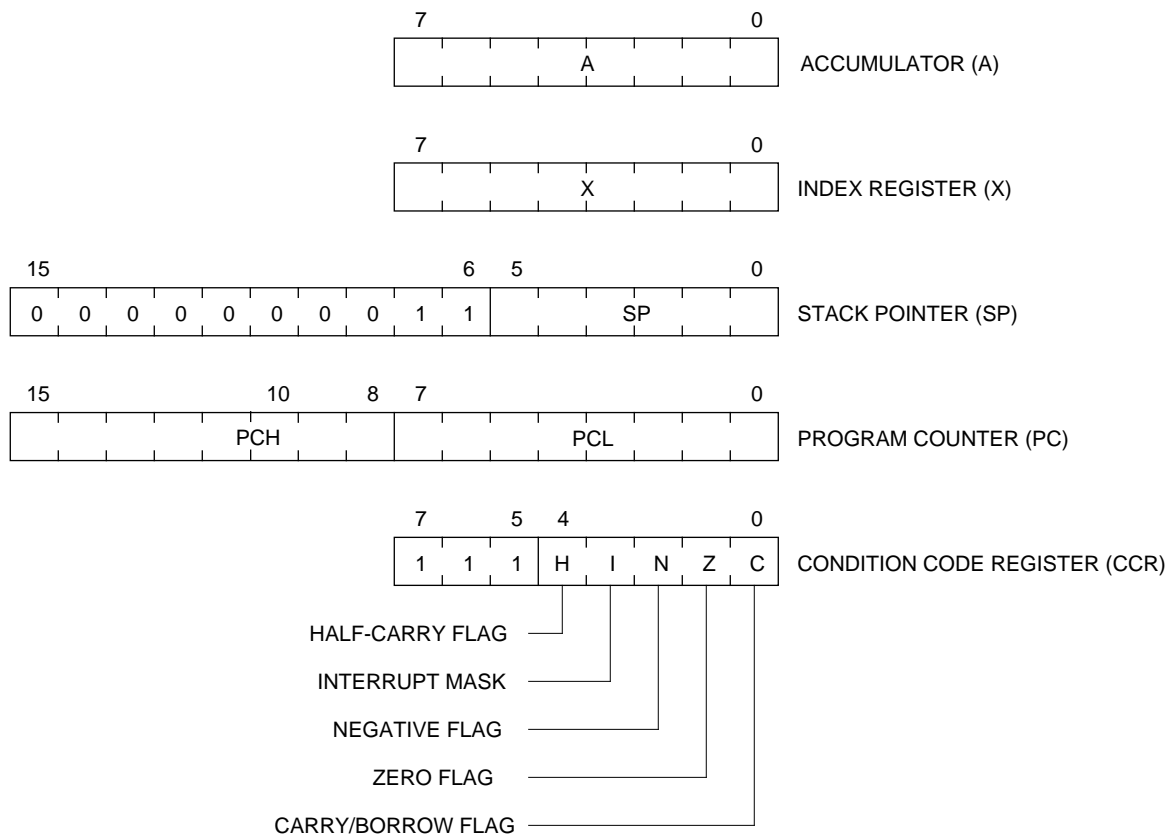 7 0
A ACCUMULATOR (A)
7 0
X INDEX REGISTER (X)
15 6 5 0
0 0 0 0 0 0 0 0 1 1 SP STACK POINTER (SP)
15 10 8 7 0
PCH PCL PROGRAM COUNTER (PC)
7 5 4 0
1 1 1 H I N Z C CONDITION CODE REGISTER (CCR)
HALF-CARRY FLAG
INTERRUPT MASK
NEGATIVE FLAG
ZERO FLAG
CARRY/BORROW FLAG